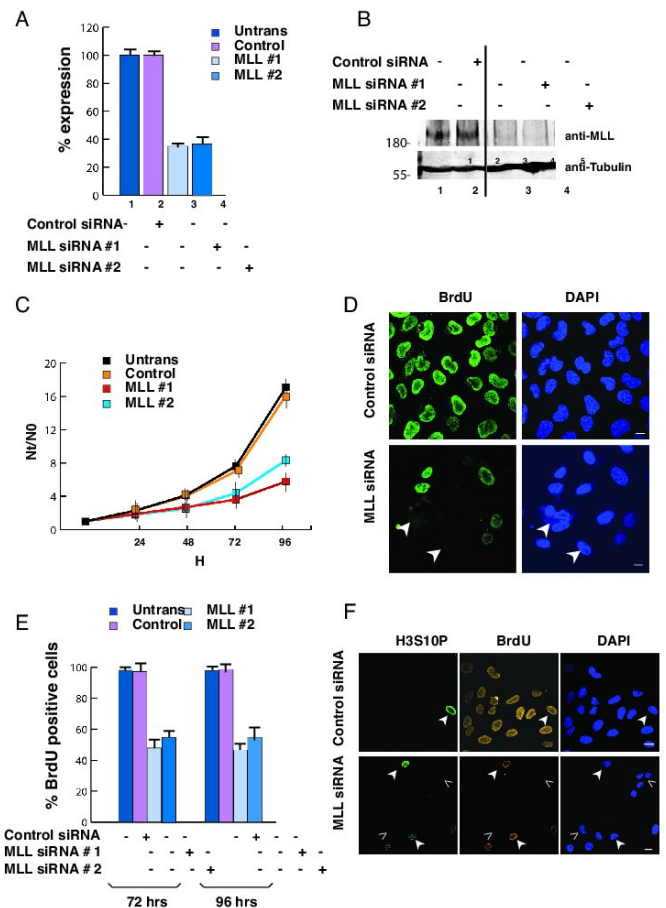 A
Untrans
Control
MLL #1
MLL #2
% expression
120
100
80
60
40
20
0
1 2 3 4
Control siRNA - + - -
MLL siRNA #1 - - + -
MLL siRNA #2 - - - +
B
Control siRNA - + - -
MLL siRNA #1 - - - + -
MLL siRNA #2 - - - - +
180-
anti-MLL
1 2 3 4 5
55-
anti-Tubulin
1 2 3 4
C
Untrans
Control
MLL #1
MLL #2
Nt/N0
20
16
12
8
4
0
24 48 72 96
H
D
BrdU DAPI
Control siRNA
MLL siRNA
E
Untrans MLL #1
Control MLL #2
% BrdU positive cells
100
80
60
40
20
0
Control siRNA - + - - - - + - -
MLL siRNA # 1 - - + - - - + -
MLL siRNA # 2 - - - + - - - +
72 hrs 96 hrs
F
H3S10P BrdU DAPI
Control siRNA
MLL siRNA